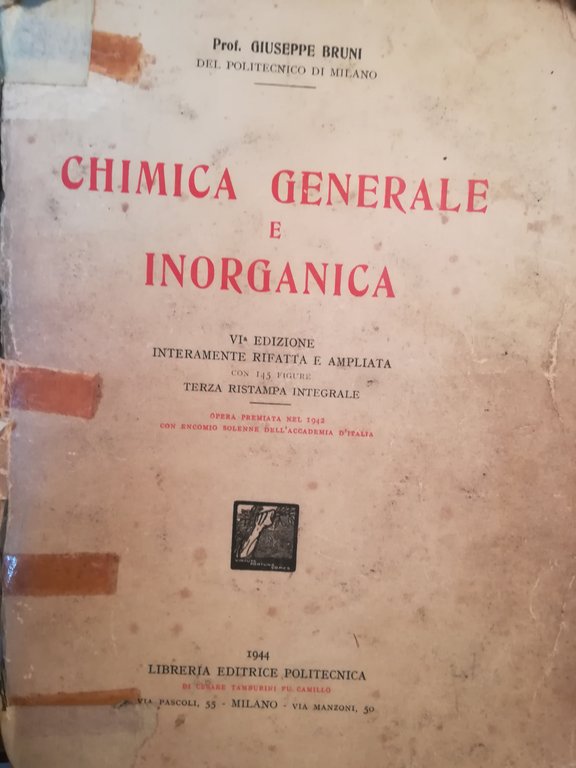 Prof. GIUSEPPE BRUNI
DEL POLITECNICO DI MILANO
CHIMICA GENERALE
E
INORGANICA
VIª EDIZIONE
INTERAMENTE RIFATTA E AMPLIATA
CON 145 FIGURE
TERZA RISTAMPA INTEGRALE
OPERA PREMIATA NEL 1942
CON ENCOMIO SOLENNE DELL'ACCADEMIA D'ITALIA
VIRTUTE FORTUNA
1944
LIBRERIA EDITRICE POLITECNICA
DI CESARE TAMBURINI FU CAMILLO
VIA PASCOLI, 55 - MILANO - VIA MANZONI, 50